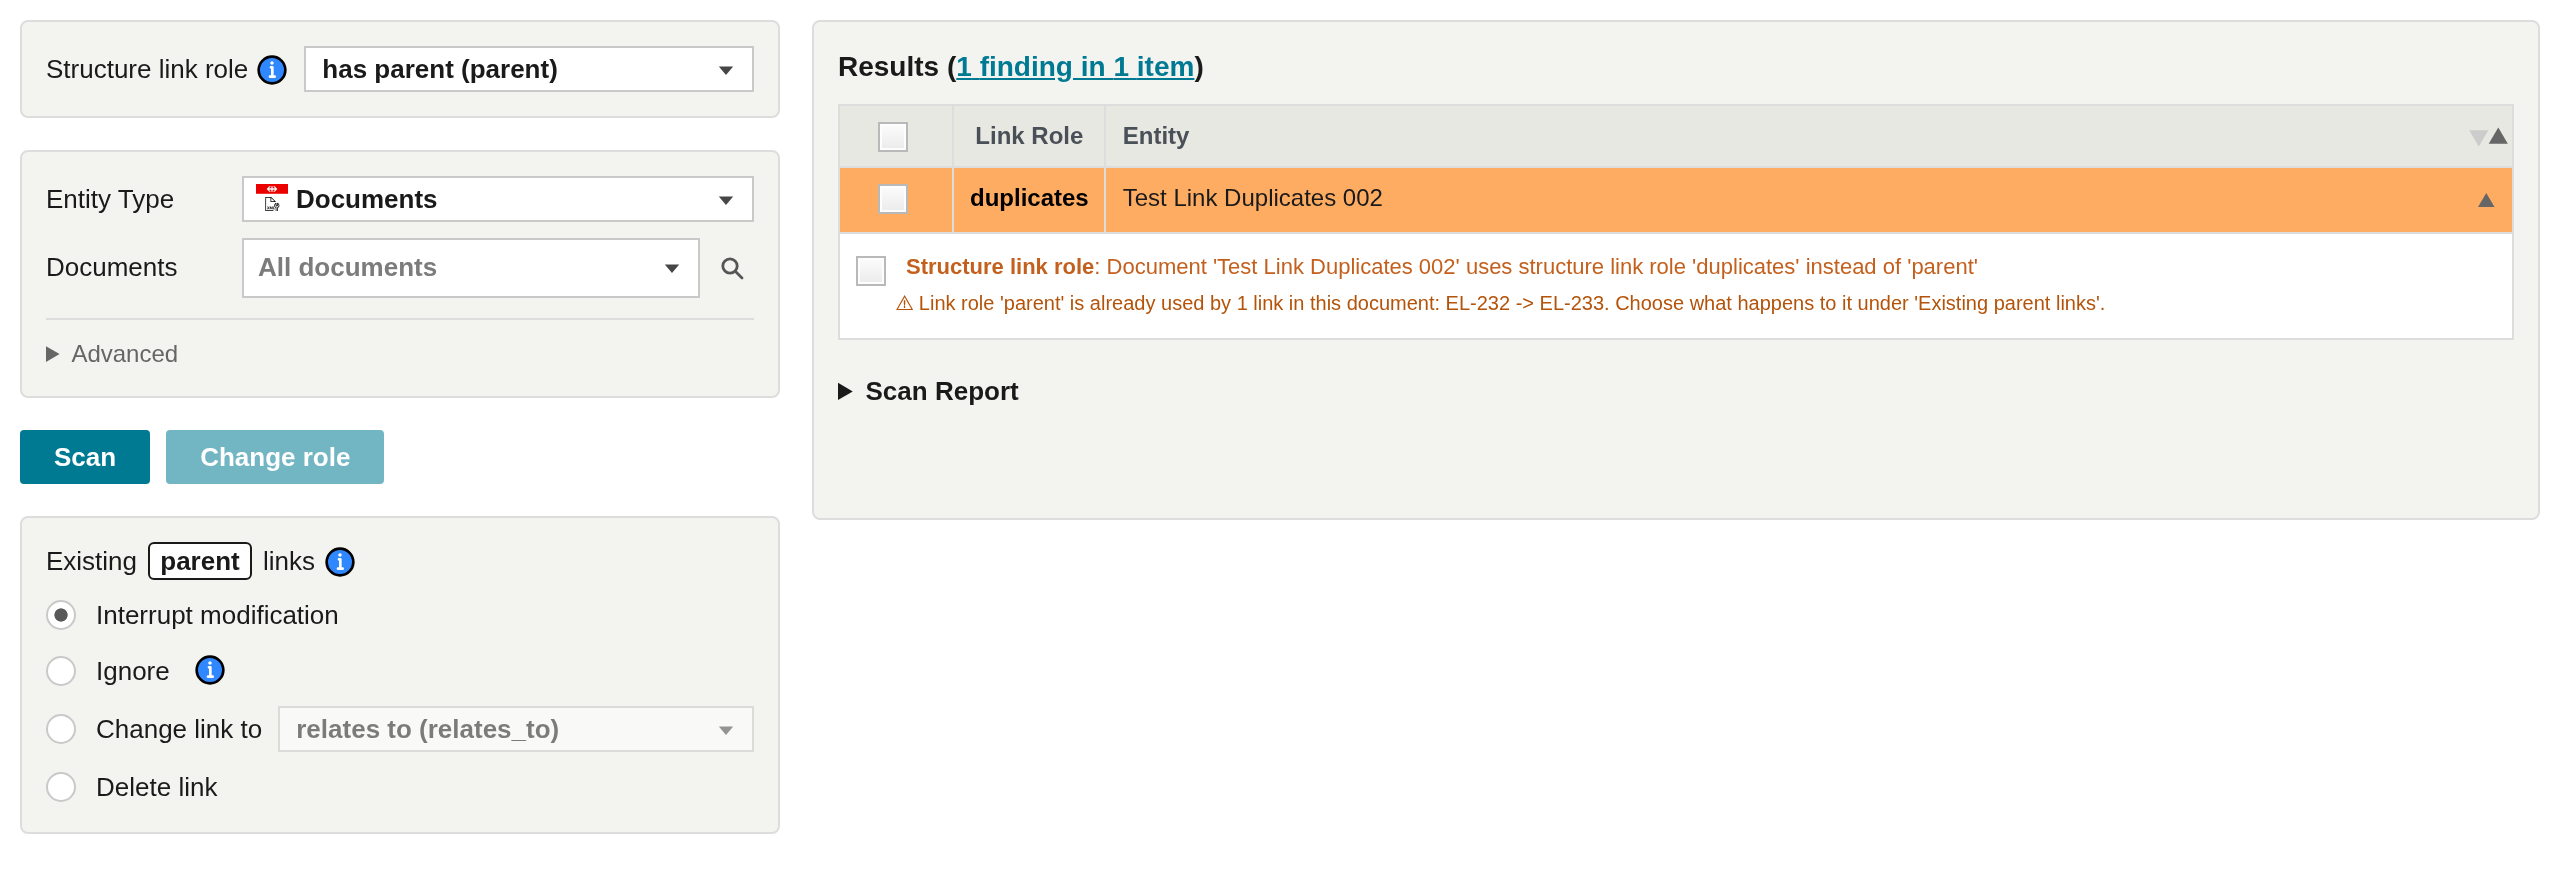 Structure link role
has parent (parent)
Entity Type
Documents
Documents
All documents
Advanced
Scan
Change role
Existing parent links
Interrupt modification
Ignore
Change link to
relates to (relates_to)
Delete link
Results (1 finding in 1 item)
Link Role
Entity
duplicates
Test Link Duplicates 002
Structure link role: Document 'Test Link Duplicates 002' uses structure link role 'duplicates' instead of 'parent'
⚠ Link role 'parent' is already used by 1 link in this document: EL-232 -> EL-233. Choose what happens to it under 'Existing parent links'.
Scan Report